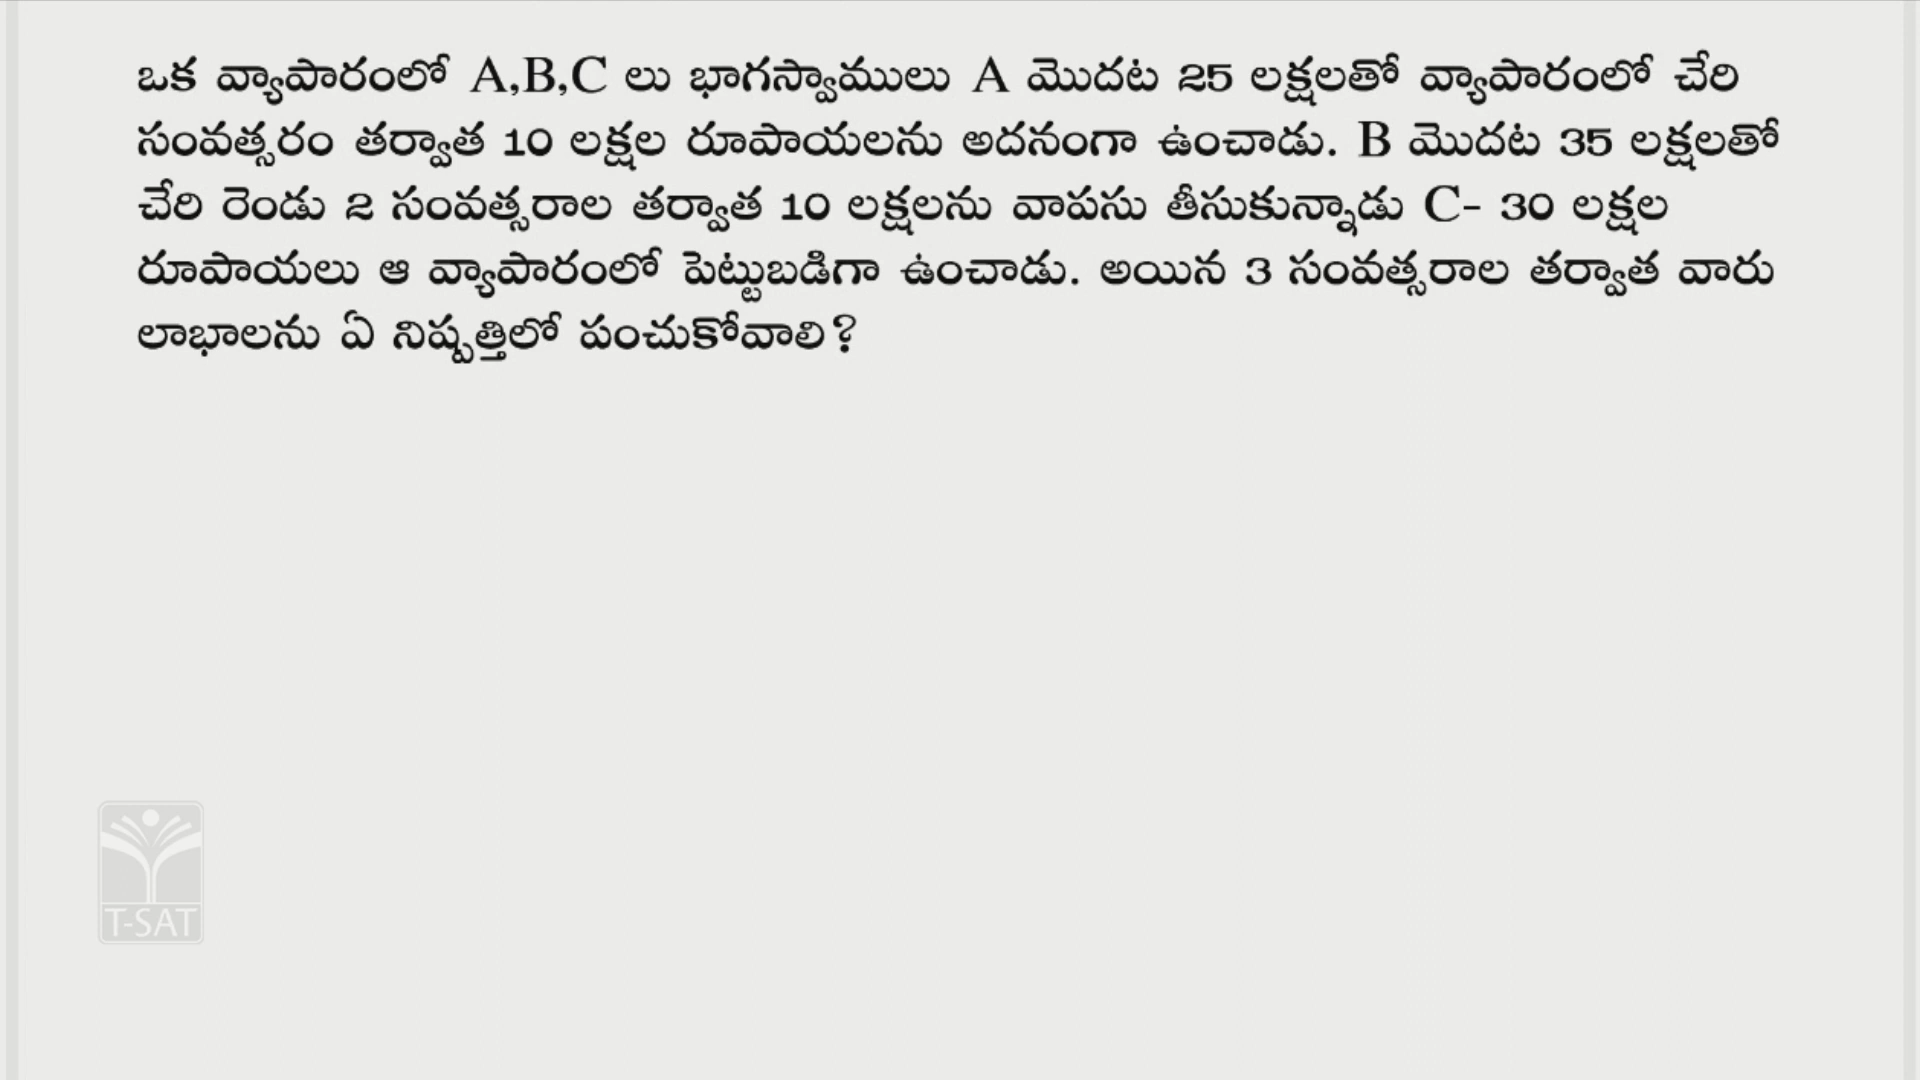 ఒక వ్యాపారంలో A,B,C లు భాగస్వాములు A మొదట 25 లక్షలతో వ్యాపారంలో చేరి
సంవత్సరం తర్వాత 10 లక్షల రూపాయలను అదనంగా ఉంచాడు. B మొదట 35 లక్షలతో
చేరి రెండు 2 సంవత్సరాల తర్వాత 10 లక్షలను వాపసు తీసుకున్నాడు C- 30 లక్షల
రూపాయలు ఆ వ్యాపారంలో పెట్టుబడిగా ఉంచాడు. అయిన 3 సంవత్సరాల తర్వాత వారు
లాభాలను ఏ నిష్పత్తిలో పంచుకోవాలి?
T-SAT